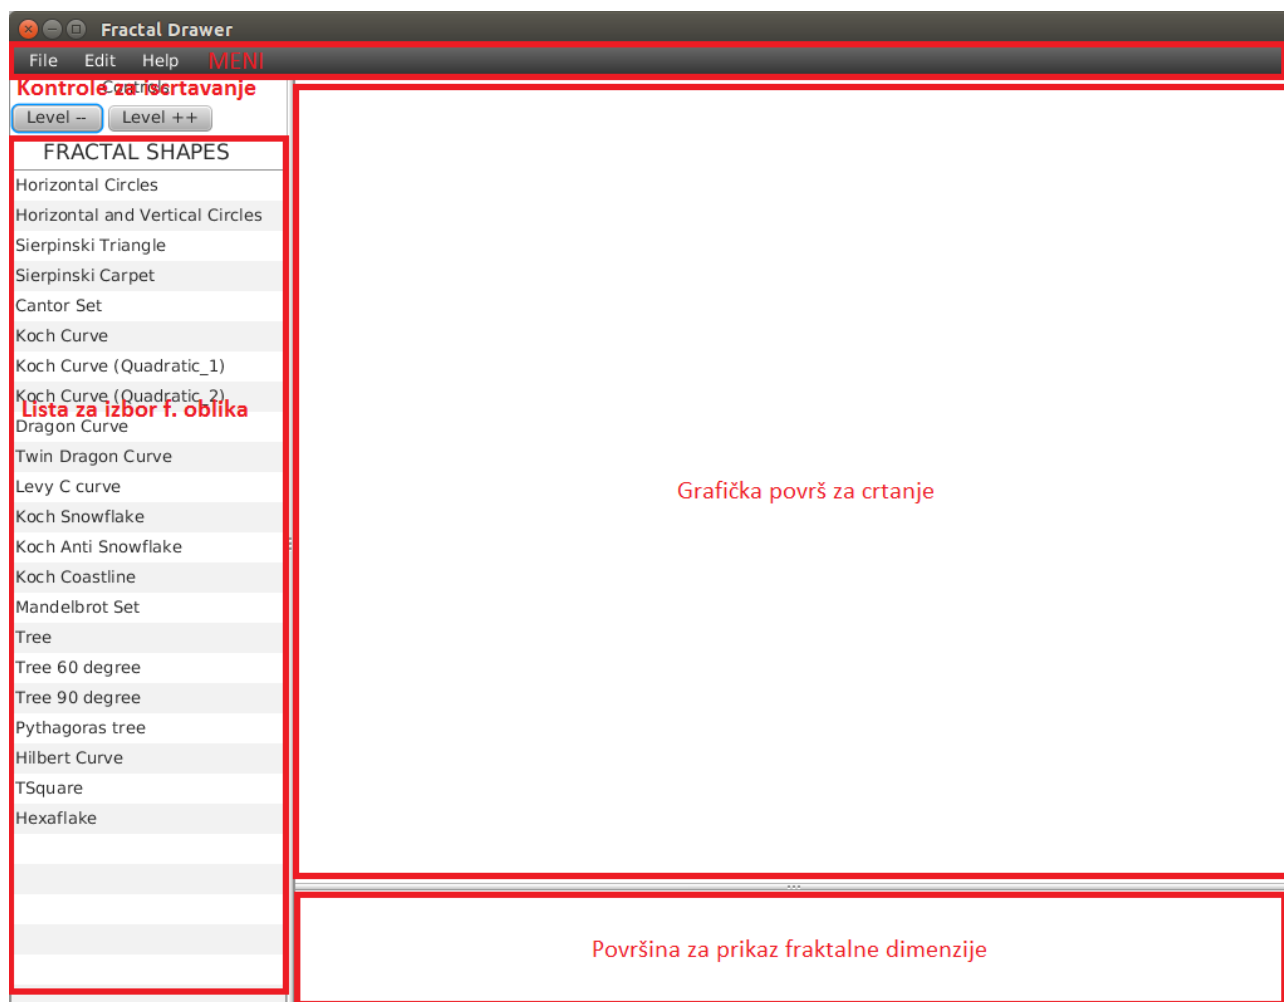 Fractal Drawer
File Edit Help MENI
Controls
Kontrole za iscrtavanje
Level -- Level ++
FRACTAL SHAPES
Horizontal Circles
Horizontal and Vertical Circles
Sierpinski Triangle
Sierpinski Carpet
Cantor Set
Koch Curve
Koch Curve (Quadratic_1)
Koch Curve (Quadratic_2)
Lista za izbor f. oblika
Dragon Curve
Twin Dragon Curve
Levy C curve
Koch Snowflake
Koch Anti Snowflake
Koch Coastline
Mandelbrot Set
Tree
Tree 60 degree
Tree 90 degree
Pythagoras tree
Hilbert Curve
TSquare
Hexaflake
Grafička površ za crtanje
Površina za prikaz fraktalne dimenzije